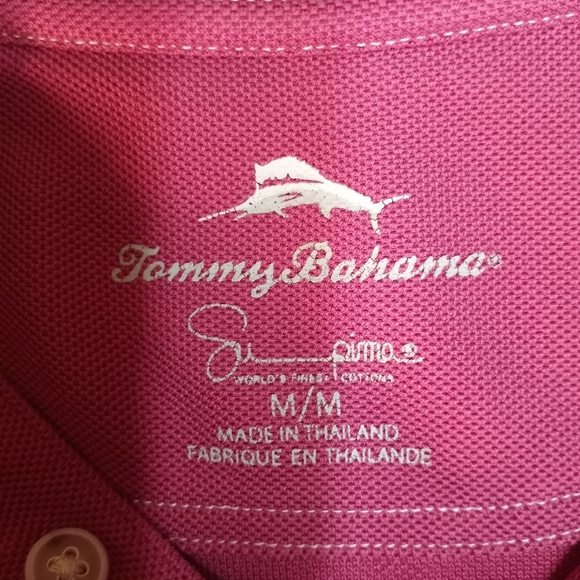 Tommy Bahama®
Supima®
WORLD'S FINEST COTTONS
M/M
MADE IN THAILAND
FABRIQUE EN THAILANDE